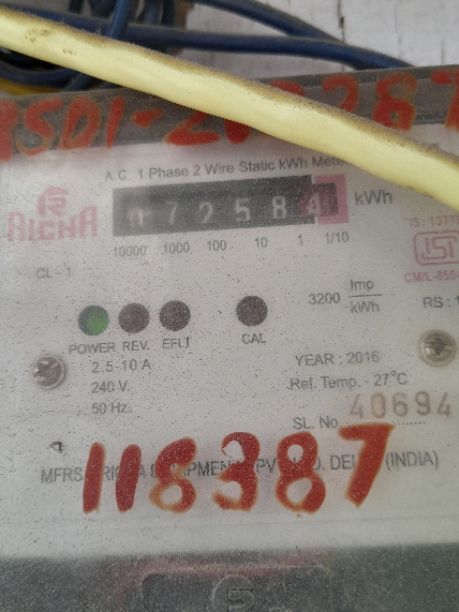 A.C. 1 Phase 2 Wire Static kWh
RICHA
072584 kWh
10000 1000 100 10 1 1/10
CL - 1
3200 Imp/kWh
POWER REV. EFLT CAL
2.5-10 A
240 V.
50 Hz.
YEAR : 2016
Ref. Temp. - 27°C
SL. No. 40694
(INDIA)
118387